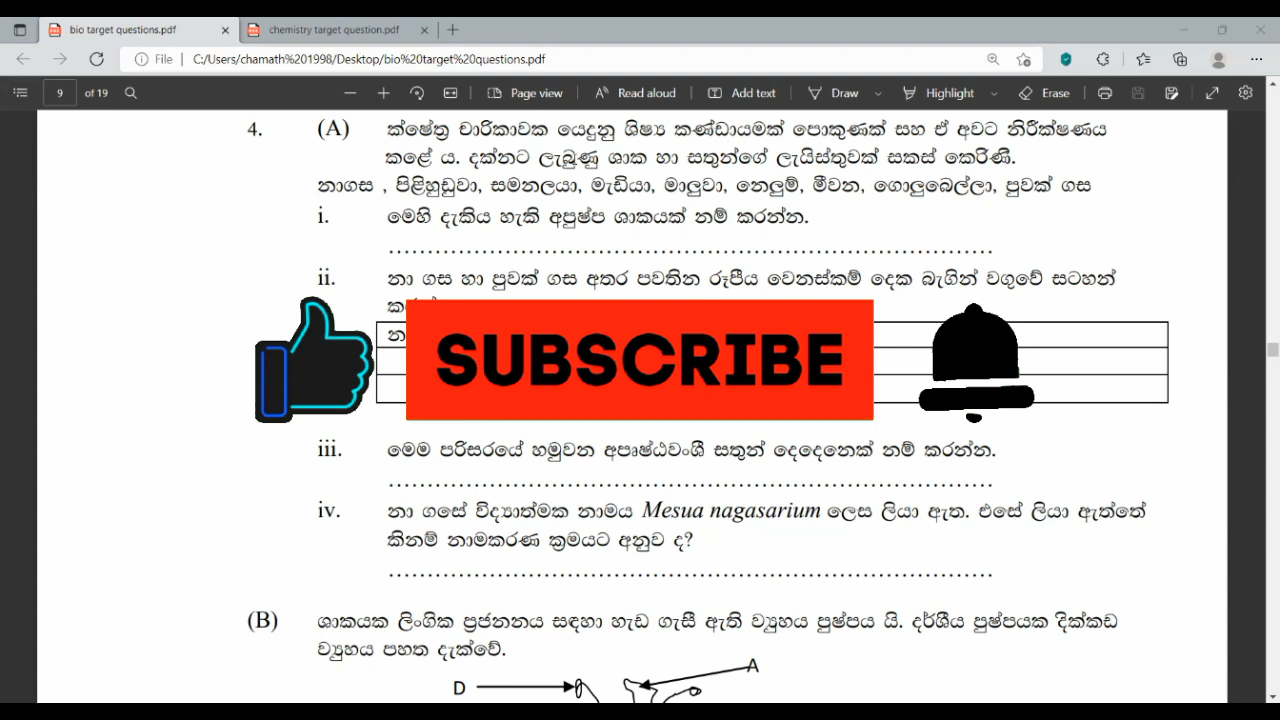 bio target questions.pdf
chemistry target question.pdf
File
C:/Users/chamath%201998/Desktop/bio%20target%20questions.pdf
9 of 19
Page view
Read aloud
Add text
Draw
Highlight
Erase
4. (A) ක්ෂේත්‍ර චාරිකාවක යෙදුනු ශිෂ්‍ය කණ්ඩායමක් පොකුණක් සහ ඒ අවට නිරීක්ෂණය
කළේ ය. දක්නට ලැබුණු ශාක හා සතුන්ගේ ලැයිස්තුවක් සකස් කෙරිණි.
නාගස , පිළිහුඩුවා, සමනලයා, මැඩියා, මාලුවා, නෙලුම්, මීවන, ගොලුබෙල්ලා, පුවක් ගස
i. මෙහි දැකිය හැකි අපුෂ්ප ශාකයක් නම් කරන්න.
ii. නා ගස හා පුවක් ගස අතර පවතින රූපීය වෙනස්කම් දෙක බැගින් වගුවේ සටහන්
SUBSCRIBE
iii. මෙම පරිසරයේ හමුවන අපෘෂ්ඨවංශී සතුන් දෙදෙනෙක් නම් කරන්න.
iv. නා ගසේ විද්‍යාත්මක නාමය Mesua nagasarium ලෙස ලියා ඇත. එසේ ලියා ඇත්තේ
කිනම් නාමකරණ ක්‍රමයට අනුව ද?
(B) ශාකයක ලිංගික ප්‍රජනනය සඳහා හැඩ ගැසී ඇති ව්‍යුහය පුෂ්පය යි. දර්ශීය පුෂ්පයක දික්කඩ
ව්‍යුහය පහත දැක්වේ.
A
D